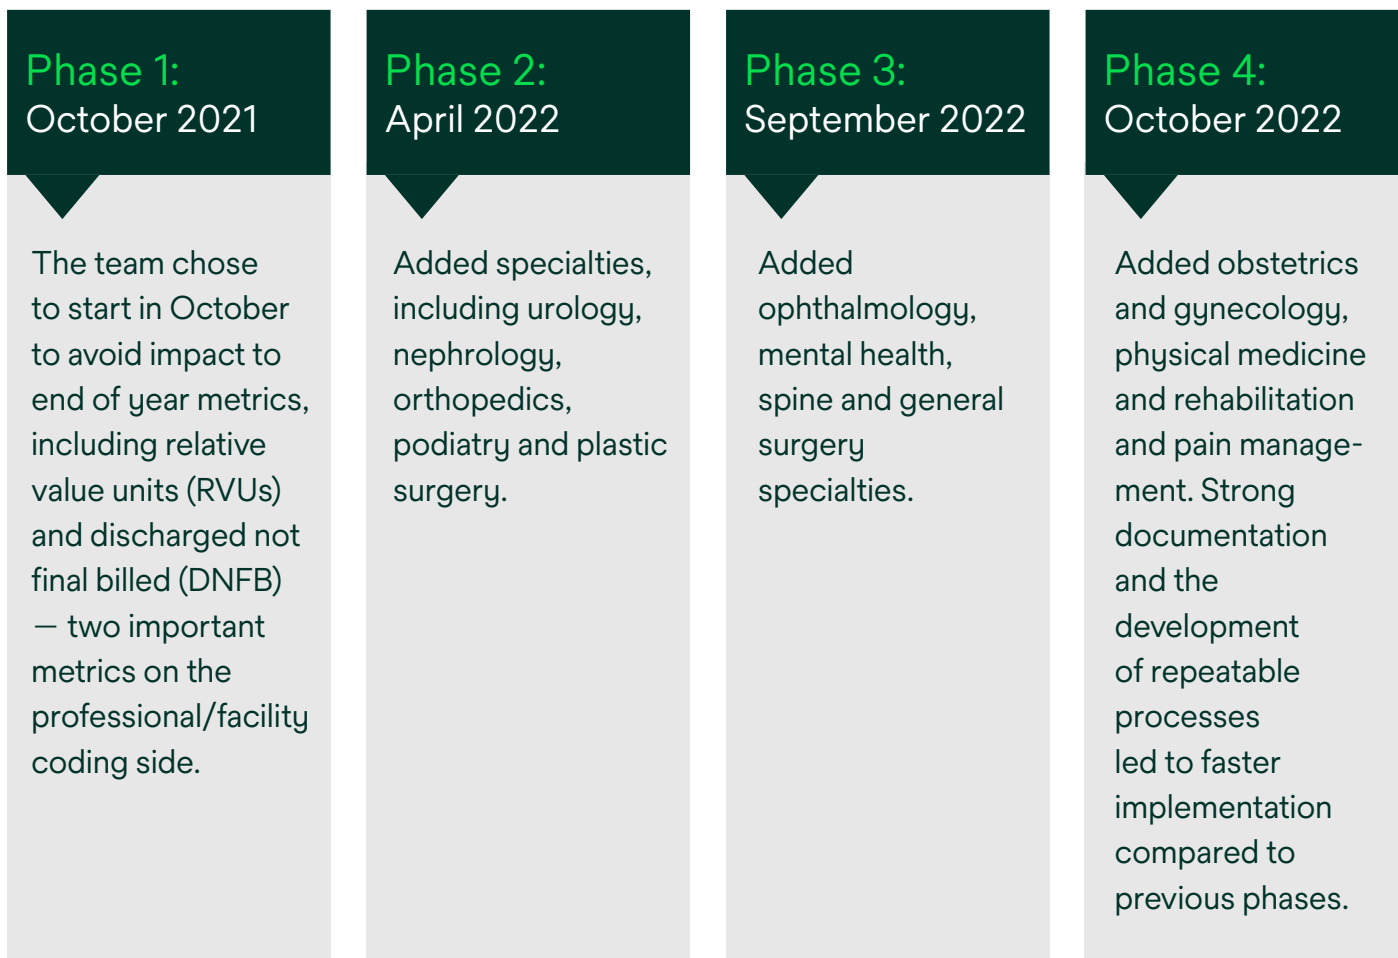 Phase 1:
October 2021
The team chose
to start in October
to avoid impact to
end of year metrics,
including relative
value units (RVUs)
and discharged not
final billed (DNFB)
— two important
metrics on the
professional/facility
coding side.
Phase 2:
April 2022
Added specialties,
including urology,
nephrology,
orthopedics,
podiatry and plastic
surgery.
Phase 3:
September 2022
Added
ophthalmology,
mental health,
spine and general
surgery
specialties.
Phase 4:
October 2022
Added obstetrics
and gynecology,
physical medicine
and rehabilitation
and pain manage-
ment. Strong
documentation
and the
development
of repeatable
processes
led to faster
implementation
compared to
previous phases.